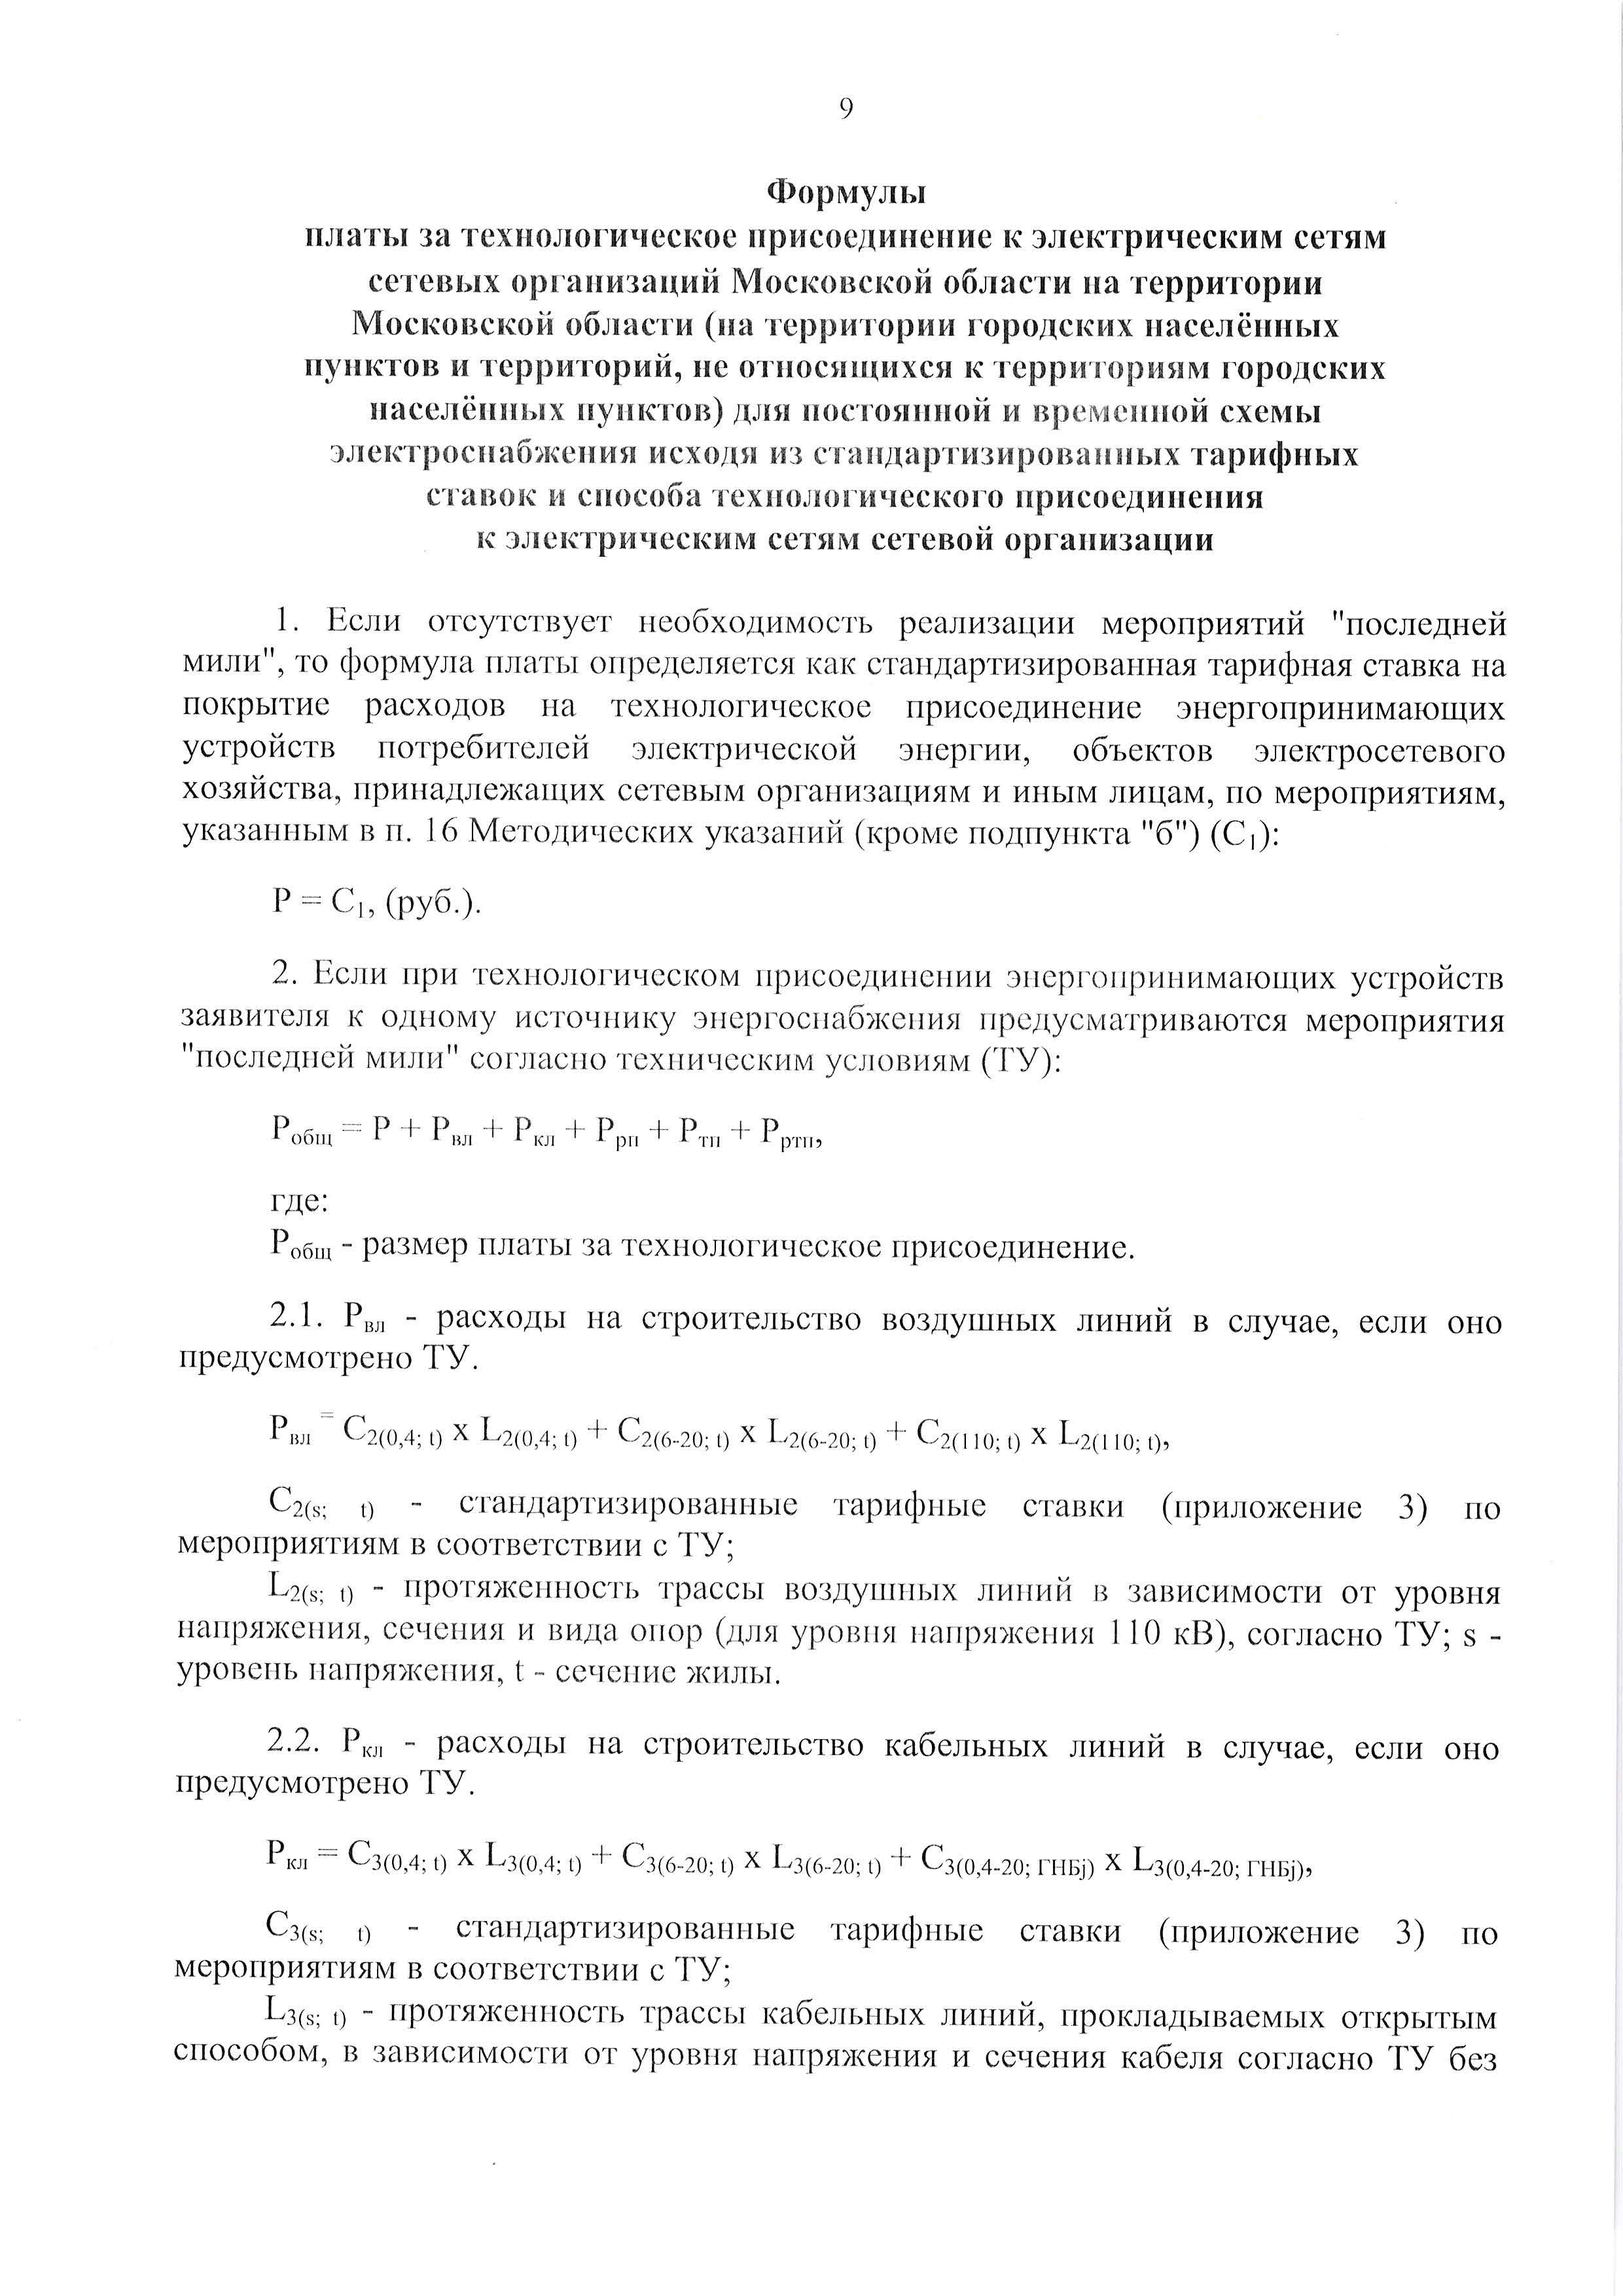 9
Формулы
платы за технологическое присоединение к электрическим сетям
сетевых организаций Московской области на территории
Московской области (на территории городских населённых
пунктов и территорий, не относящихся к территориям городских
населённых пунктов) для постоянной и временной схемы
электроснабжения исходя из стандартизированных тарифных
ставок и способа технологического присоединения
к электрическим сетям сетевой организации
1. Если отсутствует необходимость реализации мероприятий "последней
мили", то формула платы определяется как стандартизированная тарифная ставка на
покрытие расходов на технологическое присоединение энергопринимающих
устройств потребителей электрической энергии, объектов электросетевого
хозяйства, принадлежащих сетевым организациям и иным лицам, по мероприятиям,
указанным в п. 16 Методических указаний (кроме подпункта "б") (С1):
Р = С1, (руб.).
2. Если при технологическом присоединении энергопринимающих устройств
заявителя к одному источнику энергоснабжения предусматриваются мероприятия
"последней мили" согласно техническим условиям (ТУ):
Робщ = Р + Рвл + Ркл + Ррп + Ртп + Рртп,
где:
Робщ - размер платы за технологическое присоединение.
2.1. Рвл - расходы на строительство воздушных линий в случае, если оно
предусмотрено ТУ.
Рвл = С2(0,4; t) х L2(0,4; t) + С2(6-20; t) х L2(6-20; t) + С2(110; t) х L2(110; t),
С2(s; t) - стандартизированные тарифные ставки (приложение 3) по
мероприятиям в соответствии с ТУ;
L2(s; t) - протяженность трассы воздушных линий в зависимости от уровня
напряжения, сечения и вида опор (для уровня напряжения 110 кВ), согласно ТУ; s -
уровень напряжения, t - сечение жилы.
2.2. Ркл - расходы на строительство кабельных линий в случае, если оно
предусмотрено ТУ.
Ркл = С3(0,4; t) х L3(0,4; t) + С3(6-20; t) х L3(6-20; t) + С3(0,4-20; ГНБj) х L3(0,4-20; ГНБj),
С3(s; t) - стандартизированные тарифные ставки (приложение 3) по
мероприятиям в соответствии с ТУ;
L3(s; t) - протяженность трассы кабельных линий, прокладываемых открытым
способом, в зависимости от уровня напряжения и сечения кабеля согласно ТУ без